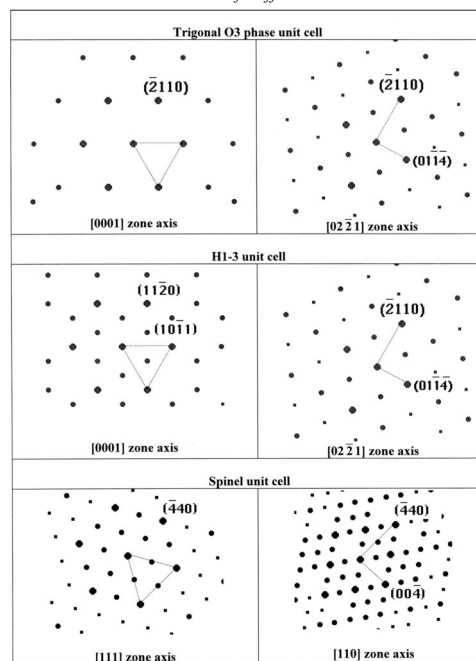 Trigonal O3 phase unit cell
(2̄110)
[0001] zone axis
(2̄110)
(011̄4̄)
[022̄1] zone axis
H1-3 unit cell
(112̄0)
(101̄1)
[0001] zone axis
(2̄110)
(011̄4̄)
[022̄1] zone axis
Spinel unit cell
(4̄40)
[111] zone axis
(4̄40)
(004̄)
[110] zone axis